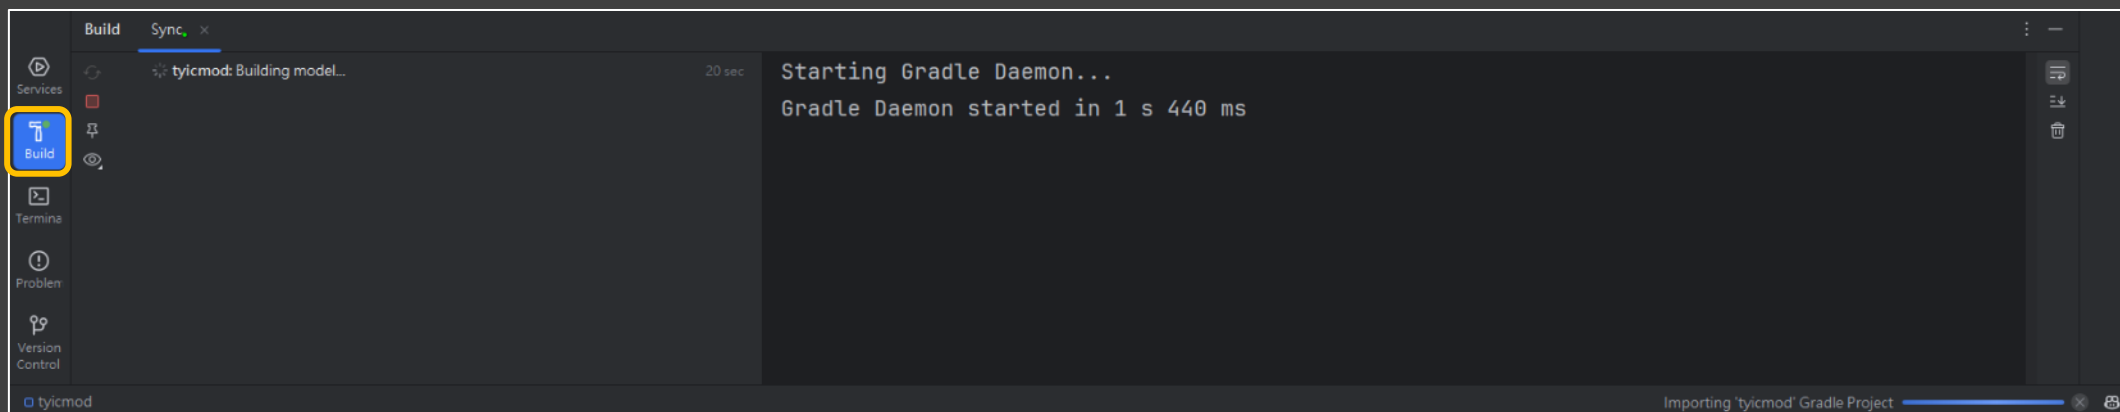 Build Sync
Services
tyicmod: Building model... 20 sec
Starting Gradle Daemon...
Gradle Daemon started in 1 s 440 ms
Build
Termina
Problem
Version
Control
tyicmod
Importing 'tyicmod' Gradle Project